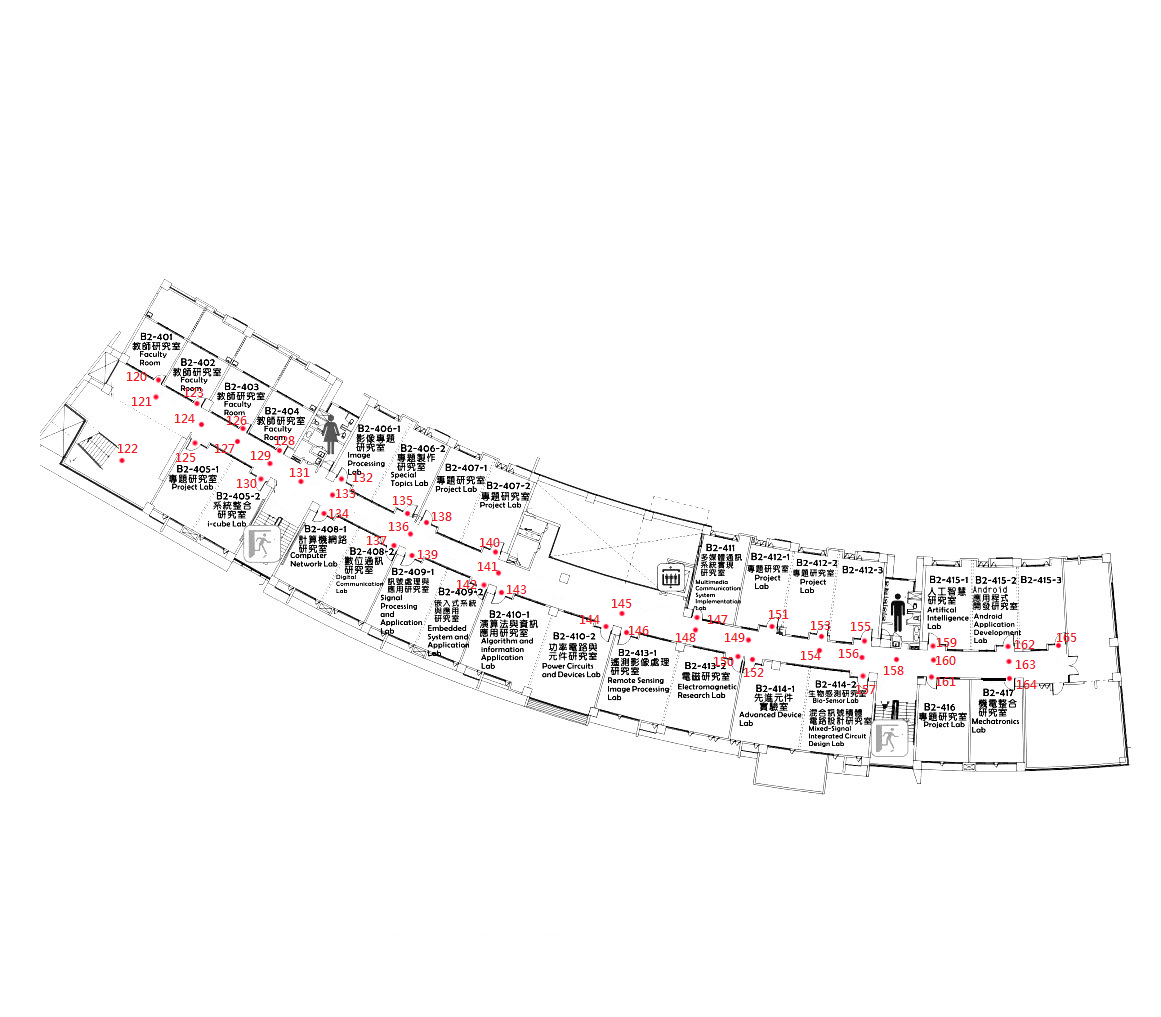 B2-401
教師研究室
Faculty
Room
B2-402
教師研究室
Faculty
Room
B2-403
教師研究室
Faculty
Room
B2-404
教師研究室
Faculty
Room
B2-405-1
專題研究室
Project Lab
B2-405-2
系統整合
研究室
i-cube Lab
B2-406-1
影像專題
研究室
Image
Processing
Lab
B2-406-2
專題製作
研究室
Special
Topics Lab
B2-407-1
專題研究室
Project Lab
B2-407-2
專題研究室
Project Lab
B2-408-1
計算機網路
研究室
Computer
Network Lab
B2-408-2
數位通訊
研究室
Digital
Communication
Lab
B2-409-1
訊號處理與
應用研究室
Signal
Processing
and
Application
Lab
B2-409-2
嵌入式系統
與應用
研究室
Embedded
System and
Application
Lab
B2-410-1
演算法與資訊
應用研究室
Algorithm and
information
Application
Lab
B2-410-2
功率電路與
元件研究室
Power Circuits
and Devices Lab
B2-411
多媒體通訊
系統實現
研究室
Multimedia
Communication
System
Implementation
Lab
B2-412-1
專題研究室
Project
Lab
B2-412-2
專題研究室
Project
Lab
B2-412-3
B2-413-1
遙測影像處理
研究室
Remote Sensing
Image Processing
Lab
B2-413-2
電磁研究室
Electromagnetic
Research Lab
B2-414-1
先進元件
實驗室
Advanced Device
Lab
B2-414-2
生物感測研究室
Bio-Sensor Lab
混合訊號積體
電路設計研究室
Mixed-Signal
Integrated Circuit
Design Lab
B2-415-1
人工智慧
研究室
Artifical
Intelligence
Lab
B2-415-2
Android
應用程式
開發研究室
Android
Application
Development
Lab
B2-415-3
B2-416
專題研究室
Project Lab
B2-417
機電整合
研究室
Mechatronics
Lab
120
121
122
123
124
125
126
127
128
129
130
131
132
133
134
135
136
137
138
139
140
141
142
143
144
145
146
147
148
149
150
151
152
153
154
155
156
157
158
159
160
161
162
163
164
165